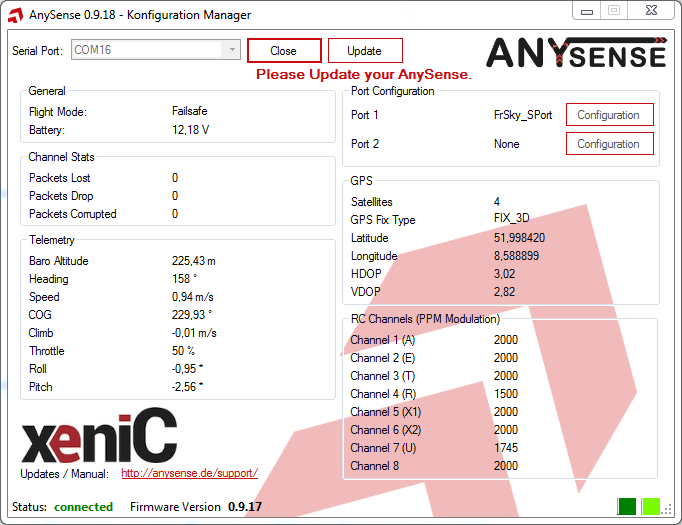 AnySense 0.9.18 - Konfiguration Manager
Serial Port: COM16 Close Update
ANYSENSE
Please Update your AnySense.
General
Flight Mode: Failsafe
Battery: 12,18 V
Channel Stats
Packets Lost 0
Packets Drop 0
Packets Corrupted 0
Telemetry
Baro Altitude 225,43 m
Heading 158 °
Speed 0,94 m/s
COG 229,93 °
Climb -0,01 m/s
Throttle 50 %
Roll -0,95 °
Pitch -2,56 °
Port Configuration
Port 1 FrSky_SPort Configuration
Port 2 None Configuration
GPS
Satellites 4
GPS Fix Type FIX_3D
Latitude 51,998420
Longitude 8,588899
HDOP 3,02
VDOP 2,82
RC Channels (PPM Modulation)
Channel 1 (A) 2000
Channel 2 (E) 2000
Channel 3 (T) 2000
Channel 4 (R) 1500
Channel 5 (X1) 2000
Channel 6 (X2) 2000
Channel 7 (U) 1745
Channel 8 2000
xeniC
Updates / Manual: http://anysense.de/support/
Status: connected Firmware Version 0.9.17